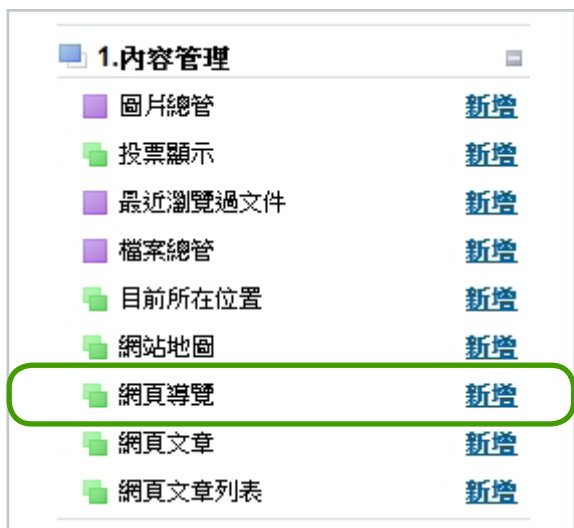 1.內容管理
圖片總管 新增
投票顯示 新增
最近瀏覽過文件 新增
檔案總管 新增
目前所在位置 新增
網站地圖 新增
網頁導覽 新增
網頁文章 新增
網頁文章列表 新增